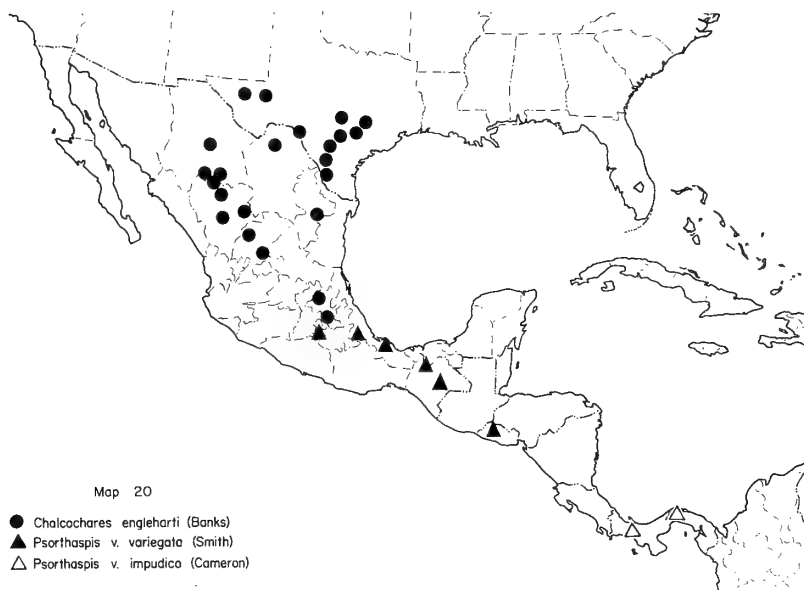 Map 20
Chalcochares engleharti (Banks)
Psorthaspis v. variegata (Smith)
Psorthaspis v. impudica (Cameron)